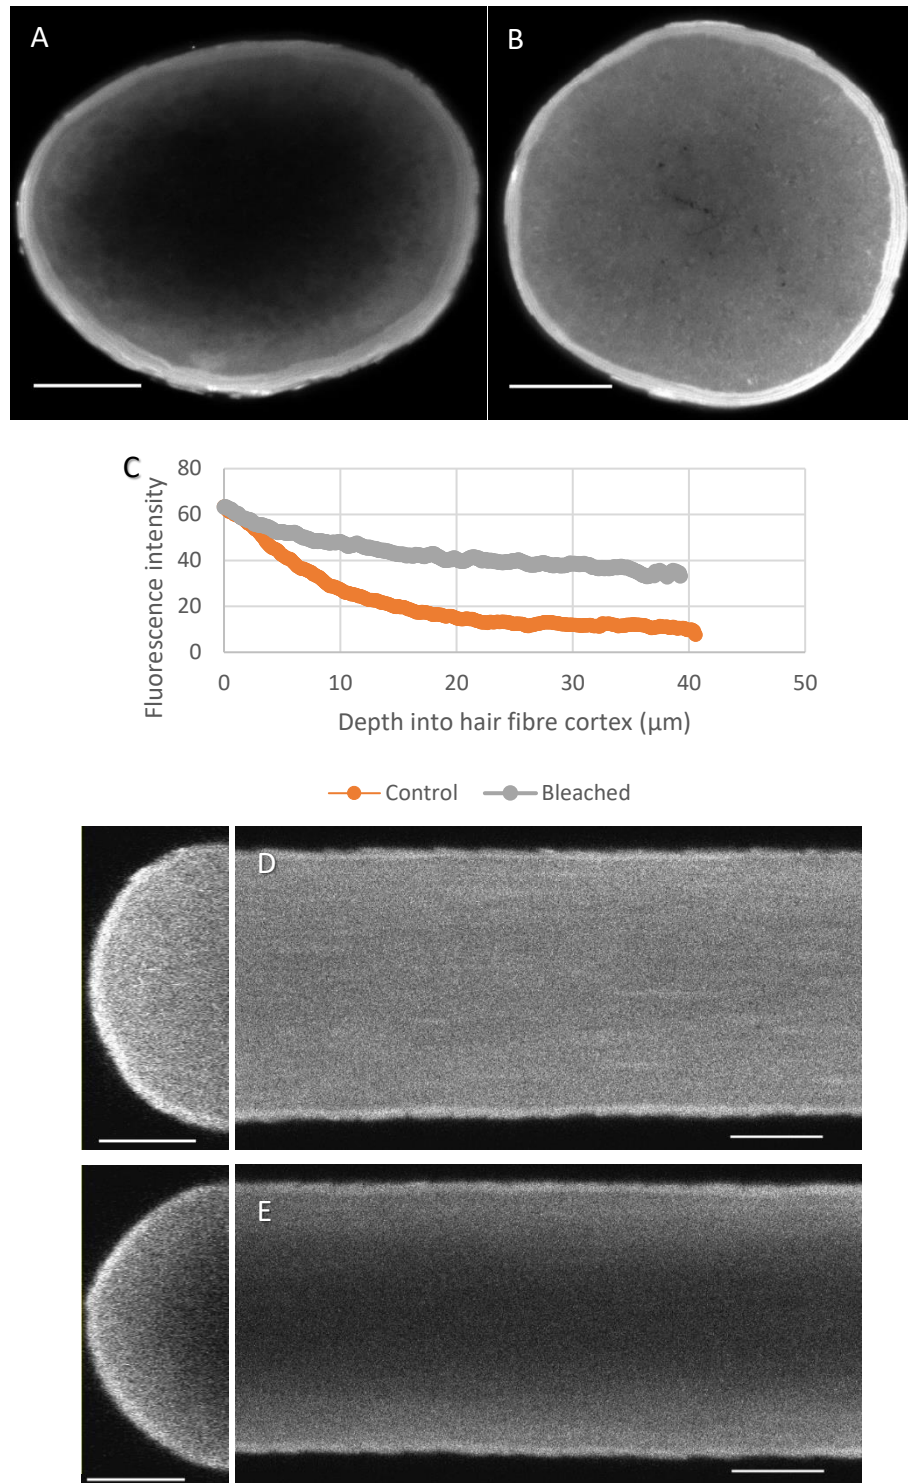 A
B
C
Fluorescence intensity
80
60
40
20
0
0 10 20 30 40 50
Depth into hair fibre cortex (µm)
Control Bleached
D
E